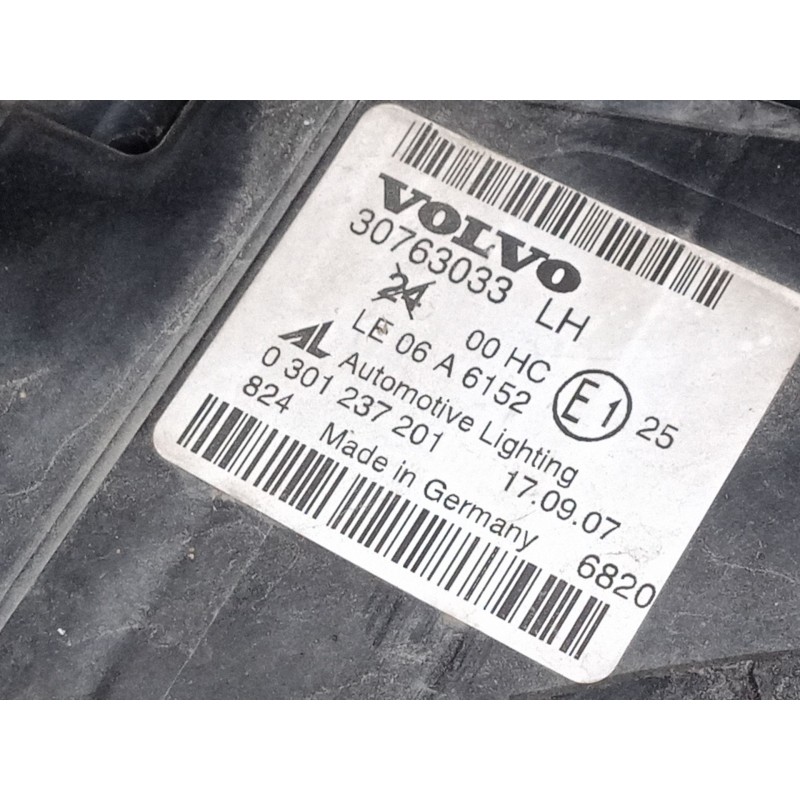 VOLVO
30763033 LH
24 00 HC
LE 06 A 6152 E1 25
AL Automotive Lighting
0 301 237 201 17.09.07
824 Made in Germany 6820